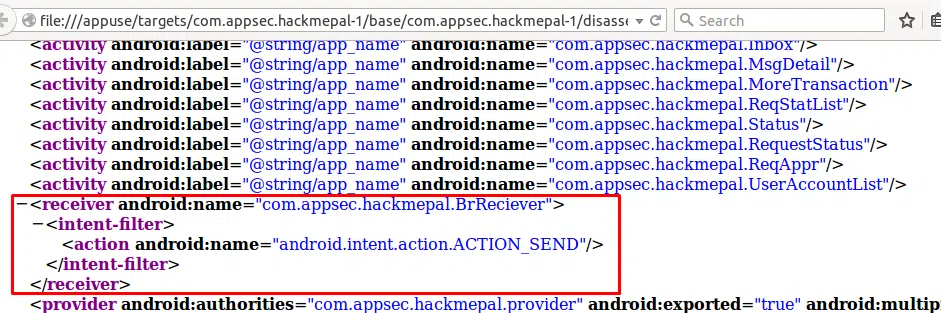 file:///appuse/targets/com.appsec.hackmepal-1/base/com.appsec.hackmepal-1/disasse
Search
<activity android:label="@string/app_name" android:name="com.appsec.hackmepal.Inbox"/>
<activity android:label="@string/app_name" android:name="com.appsec.hackmepal.MsgDetail"/>
<activity android:label="@string/app_name" android:name="com.appsec.hackmepal.MoreTransaction"/>
<activity android:label="@string/app_name" android:name="com.appsec.hackmepal.ReqStatList"/>
<activity android:label="@string/app_name" android:name="com.appsec.hackmepal.Status"/>
<activity android:label="@string/app_name" android:name="com.appsec.hackmepal.RequestStatus"/>
<activity android:label="@string/app_name" android:name="com.appsec.hackmepal.ReqAppr"/>
<activity android:label="@string/app_name" android:name="com.appsec.hackmepal.UserAccountList"/>
−<receiver android:name="com.appsec.hackmepal.BrReciever">
−<intent-filter>
<action android:name="android.intent.action.ACTION_SEND"/>
</intent-filter>
</receiver>
<provider android:authorities="com.appsec.hackmepal.provider" android:exported="true" android:multipr